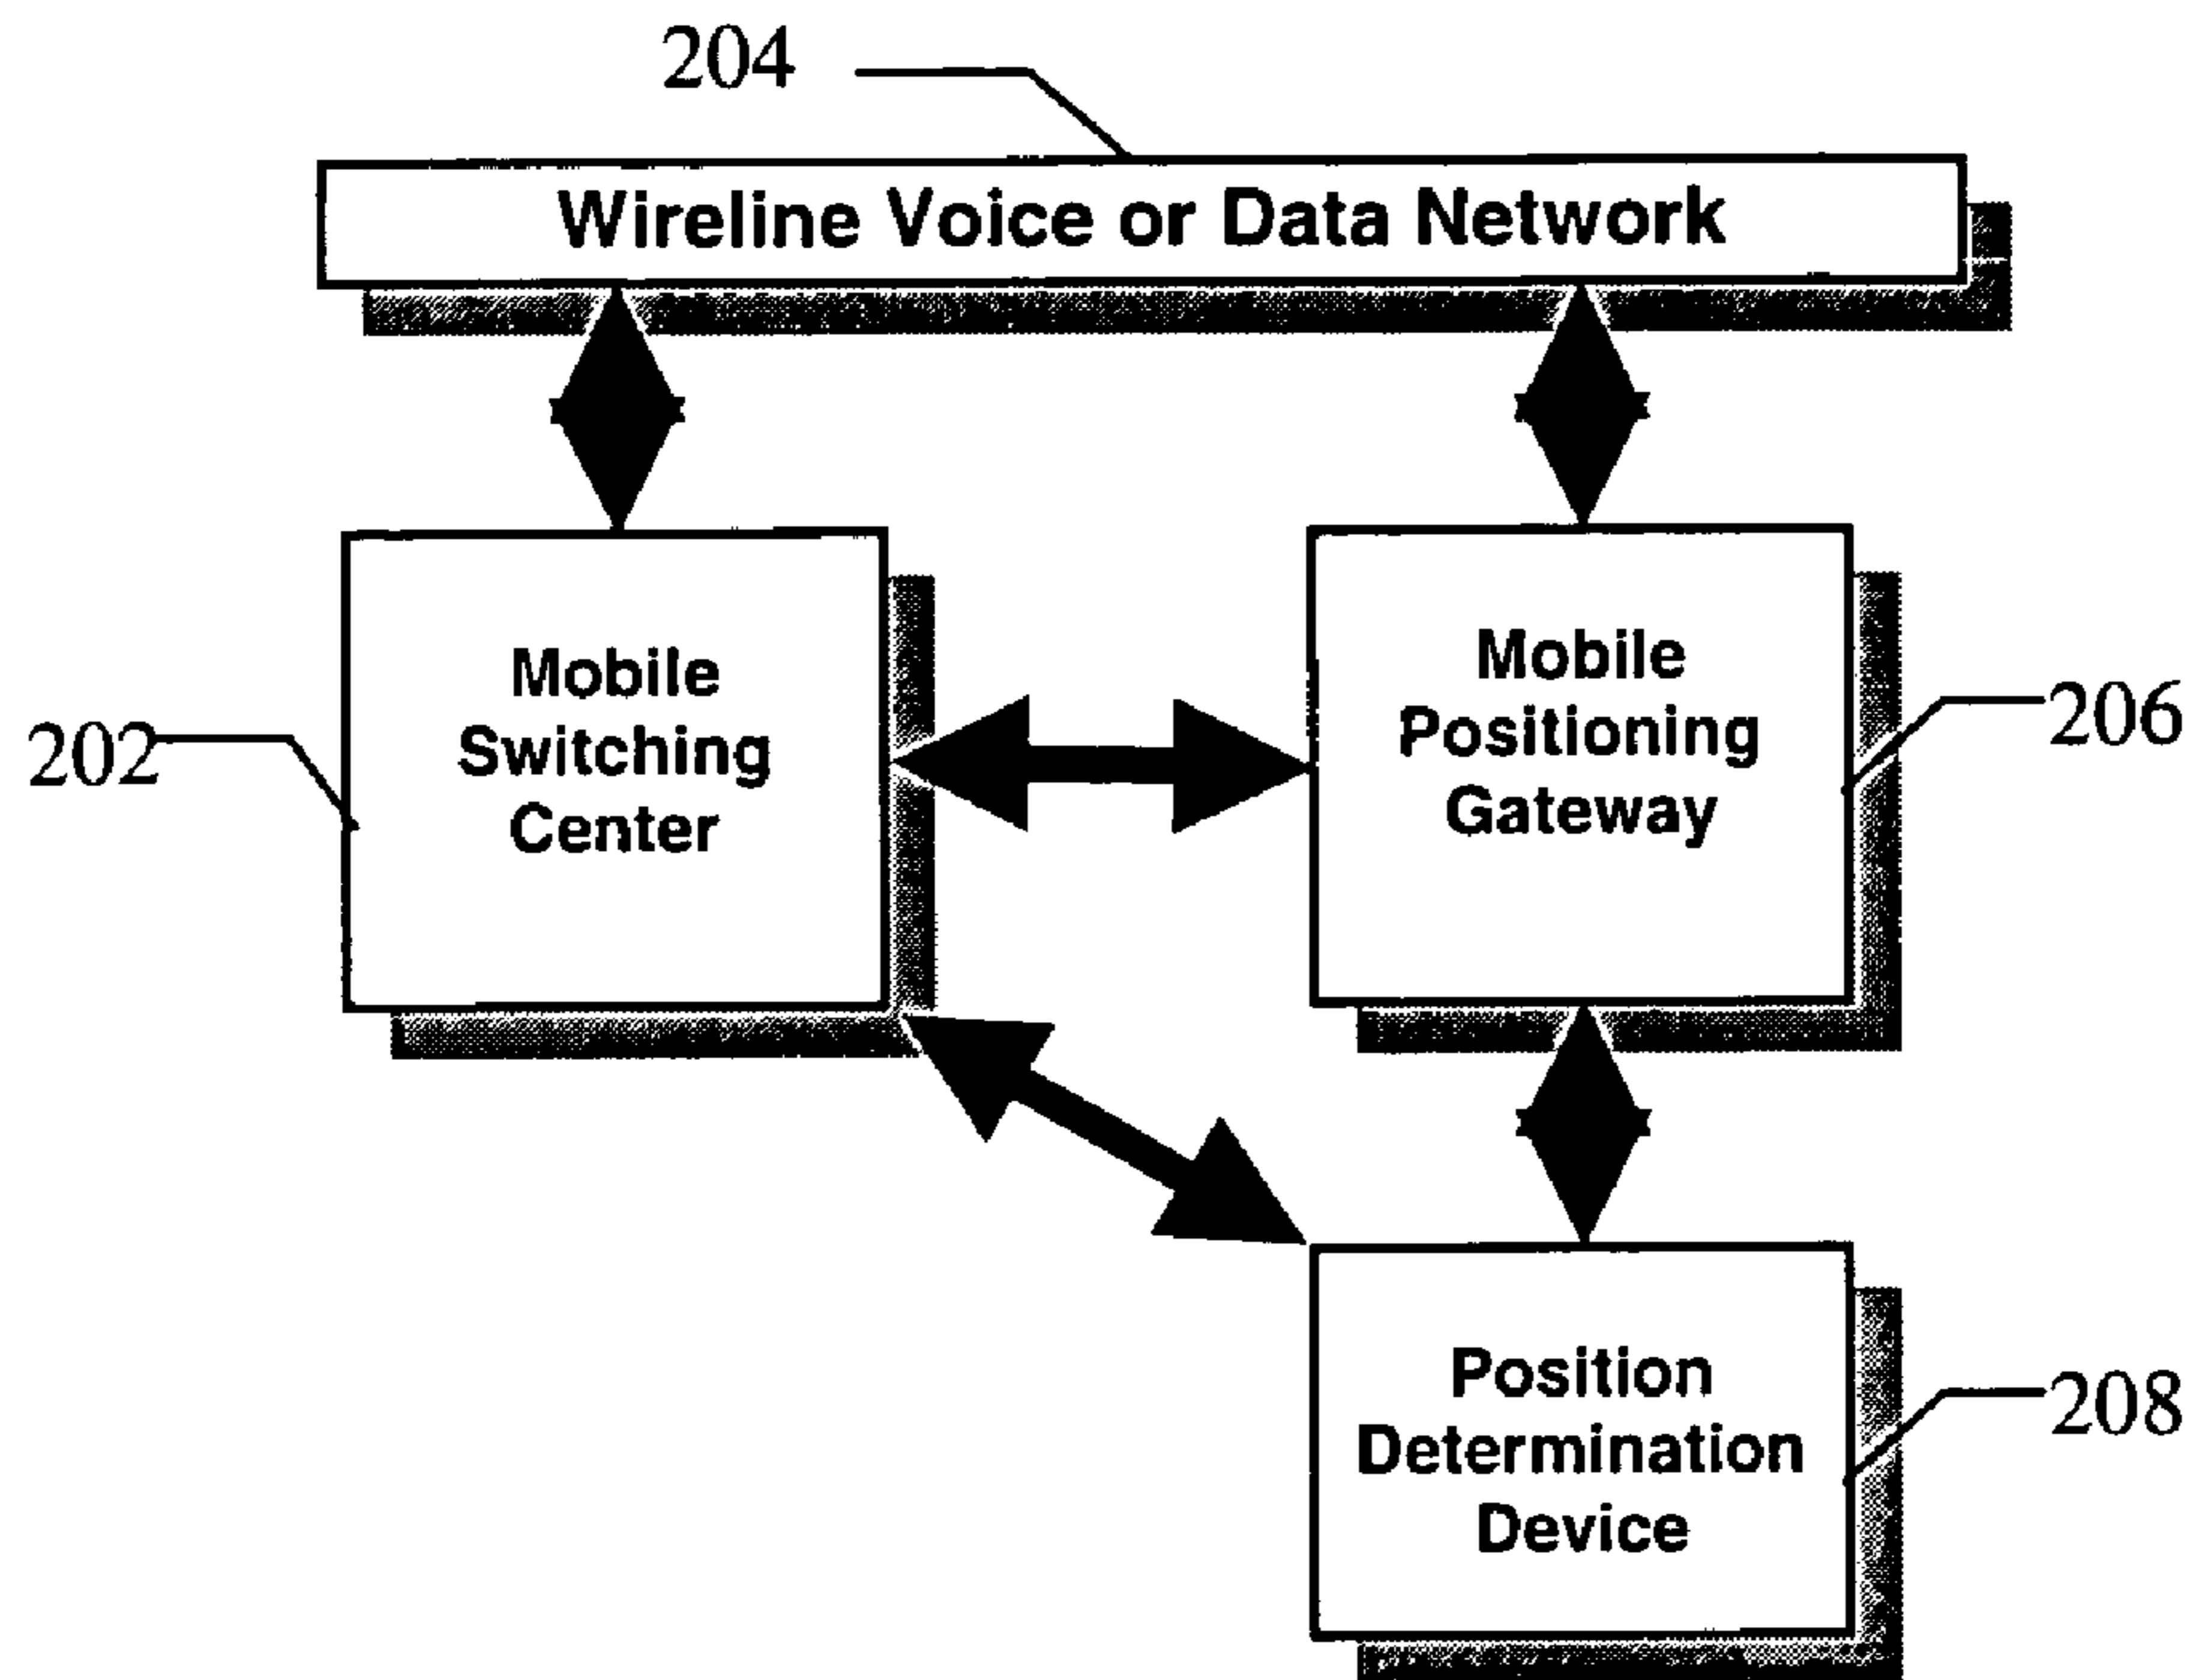 204
Wireline Voice or Data Network
Mobile
Switching
Center
202
Mobile
Positioning
Gateway
206
Position
Determination
Device
208